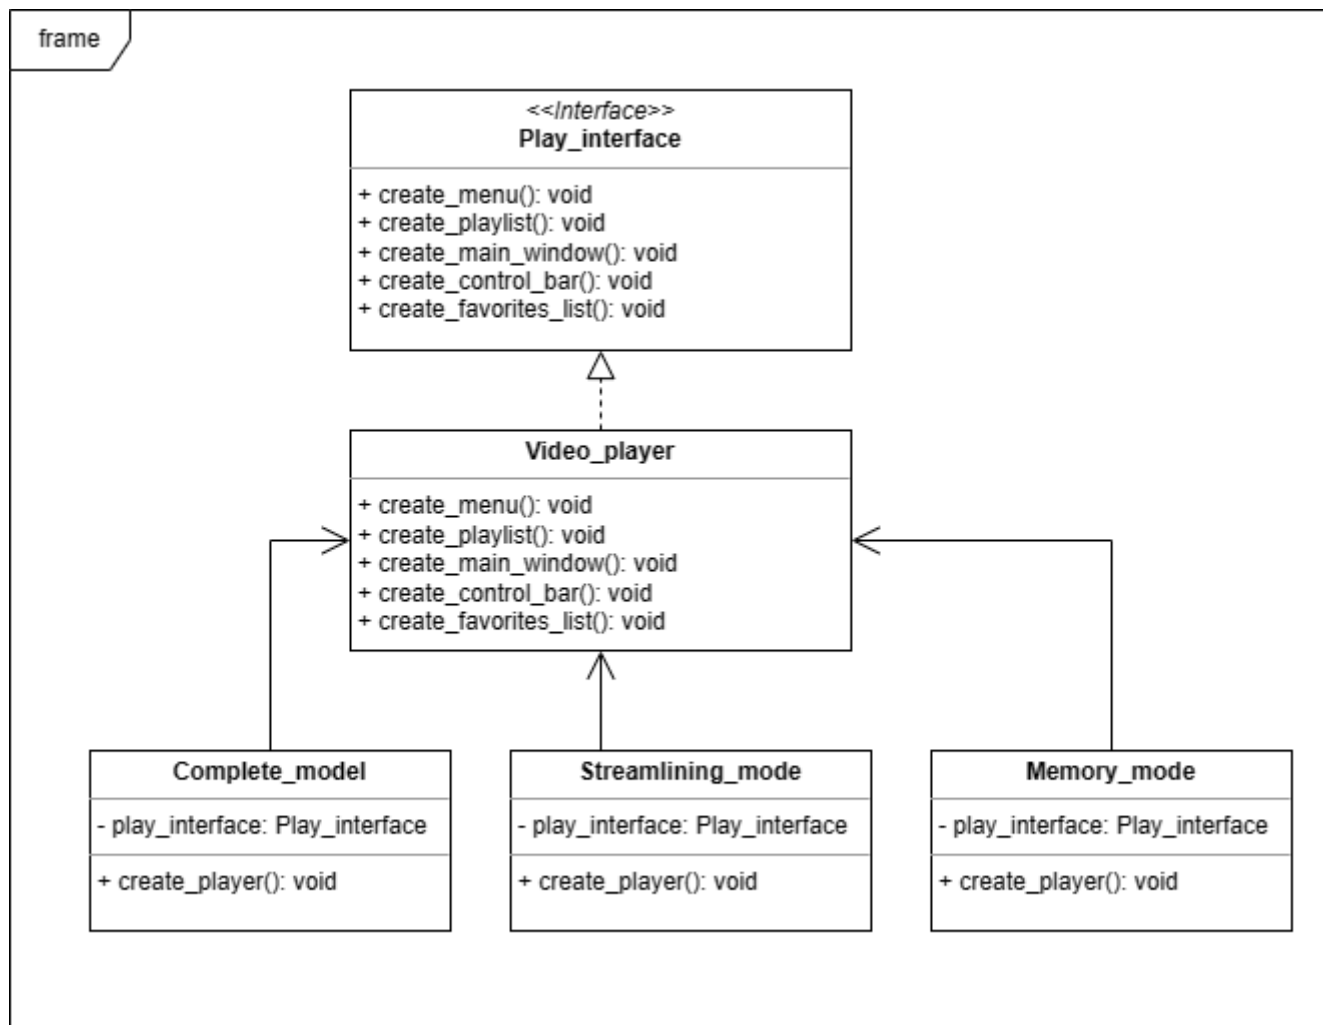 frame
<<Interface>>
Play_interface
+ create_menu(): void
+ create_playlist(): void
+ create_main_window(): void
+ create_control_bar(): void
+ create_favorites_list(): void
Video_player
+ create_menu(): void
+ create_playlist(): void
+ create_main_window(): void
+ create_control_bar(): void
+ create_favorites_list(): void
Complete_model
- play_interface: Play_interface
+ create_player(): void
Streamlining_mode
- play_interface: Play_interface
+ create_player(): void
Memory_mode
- play_interface: Play_interface
+ create_player(): void